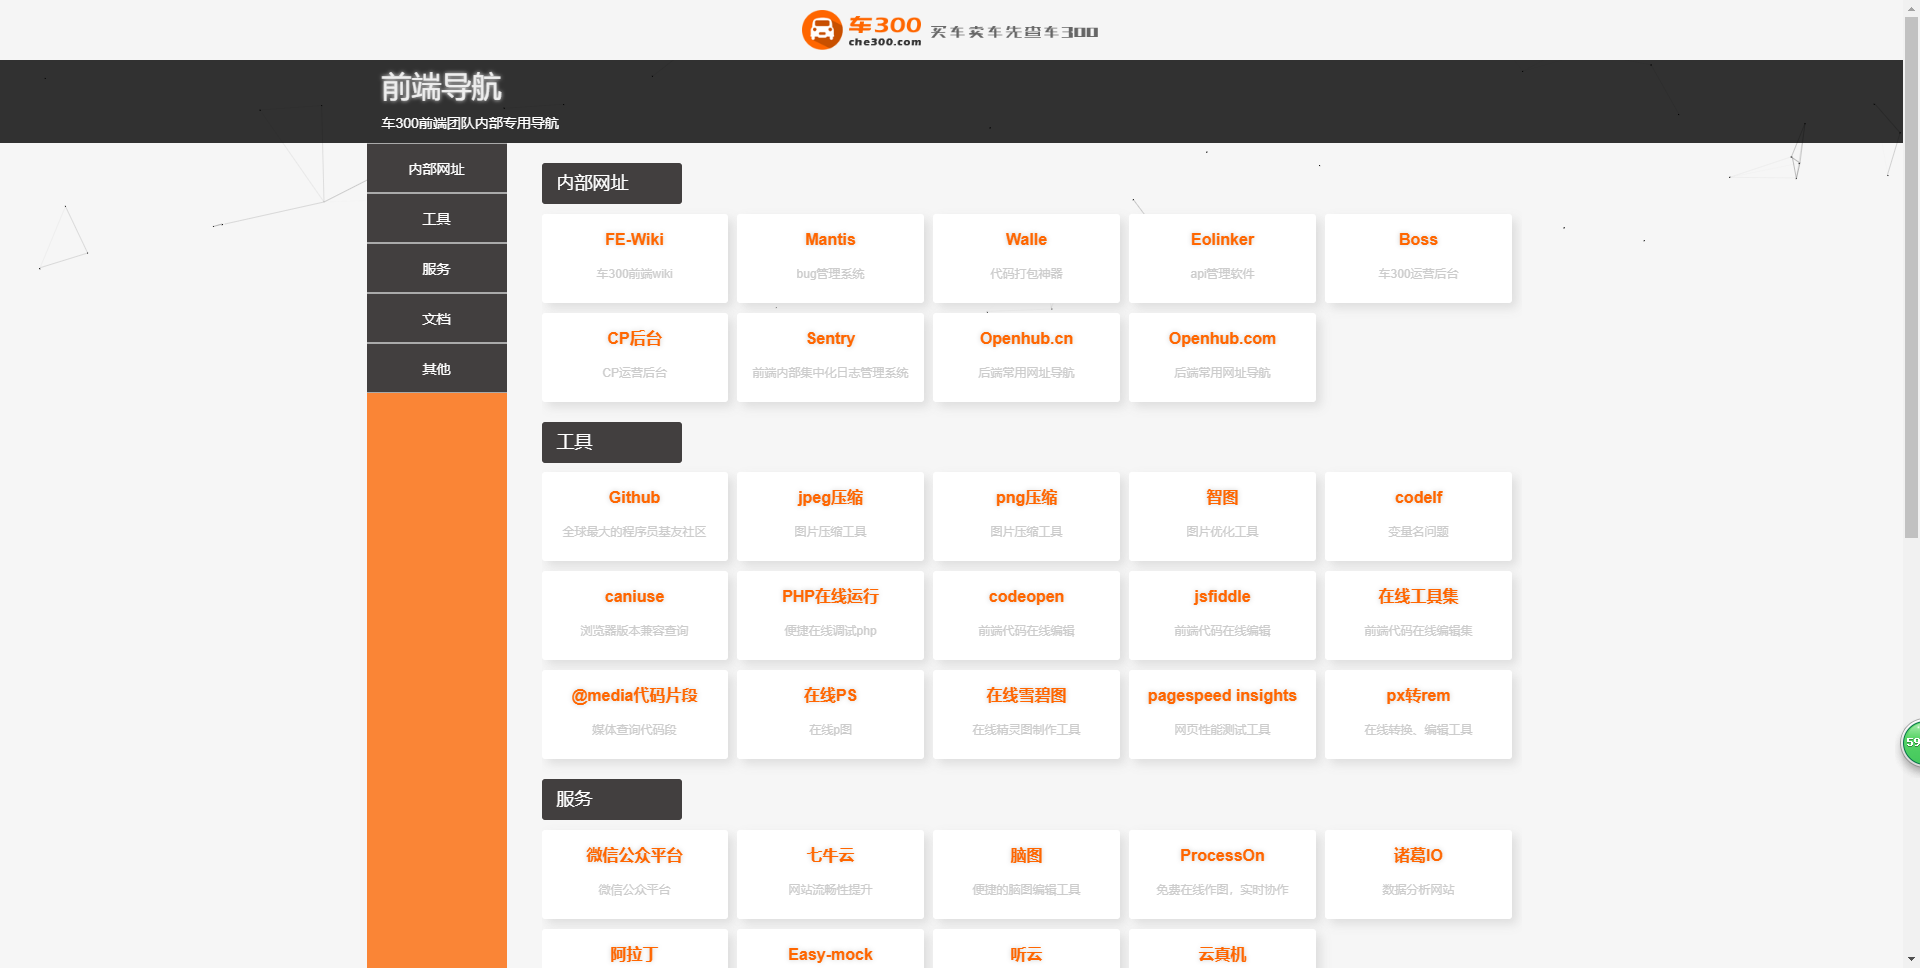 车300
che300.com
买车卖车先查车300
前端导航
车300前端团队内部专用导航
内部网址
工具
服务
文档
其他
内部网址
FE-Wiki
车300前端wiki
Mantis
bug管理系统
Walle
代码打包神器
Eolinker
api管理软件
Boss
车300运营后台
CP后台
CP运营后台
Sentry
前端内部集中化日志管理系统
Openhub.cn
后端常用网址导航
Openhub.com
后端常用网址导航
工具
Github
全球最大的程序员基友社区
jpeg压缩
图片压缩工具
png压缩
图片压缩工具
智图
图片优化工具
codelf
变量名问题
caniuse
浏览器版本兼容查询
PHP在线运行
便捷在线调试php
codeopen
前端代码在线编辑
jsfiddle
前端代码在线编辑
在线工具集
前端代码在线编辑集
@media代码片段
媒体查询代码段
在线PS
在线p图
在线雪碧图
在线精灵图制作工具
pagespeed insights
网页性能测试工具
px转rem
在线转换、编辑工具
服务
微信公众平台
微信公众平台
七牛云
网站流畅性提升
脑图
便捷的脑图编辑工具
ProcessOn
免费在线作图，实时协作
诸葛IO
数据分析网站
阿拉丁
Easy-mock
听云
云真机
59